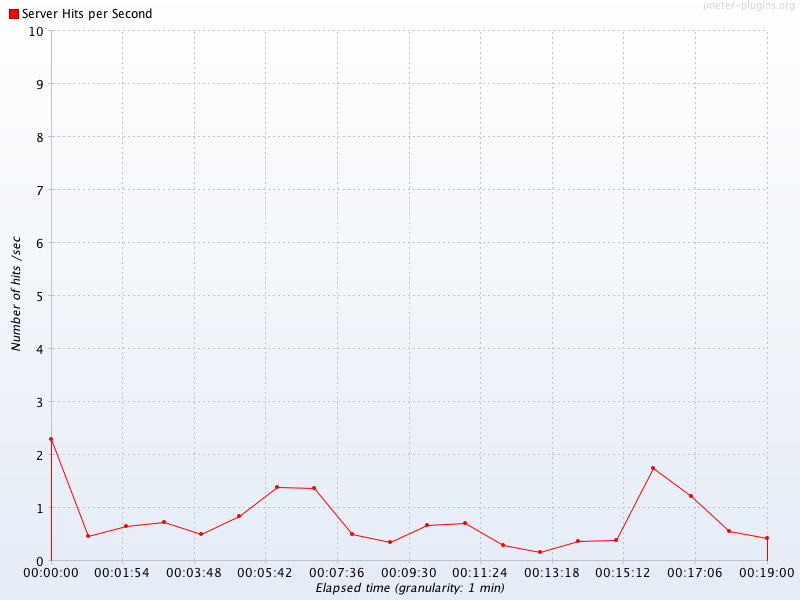 jmeter-plugins.org
Server Hits per Second
10
9
8
7
6
5
4
3
2
1
0
Number of hits /sec
00:00:00 00:01:54 00:03:48 00:05:42 00:07:36 00:09:30 00:11:24 00:13:18 00:15:12 00:17:06 00:19:00
Elapsed time (granularity: 1 min)